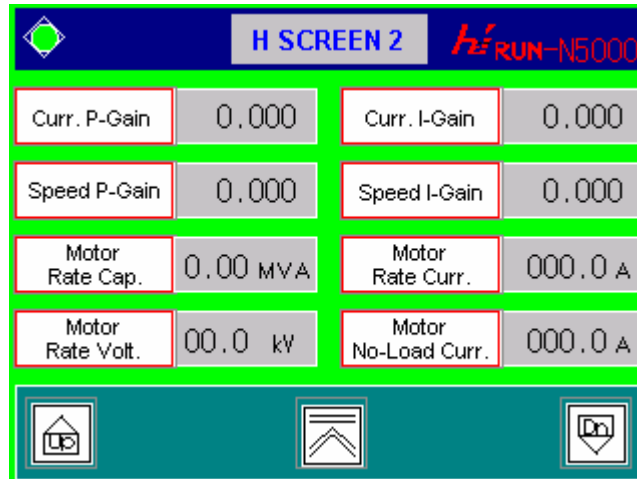 H SCREEN 2
hi RUN-N5000
Curr. P-Gain 0.000 Curr. I-Gain 0.000
Speed P-Gain 0.000 Speed I-Gain 0.000
Motor Rate Cap. 0.00 MVA Motor Rate Curr. 000.0 A
Motor Rate Volt. 00.0 kV Motor No-Load Curr. 000.0 A
Up Dn